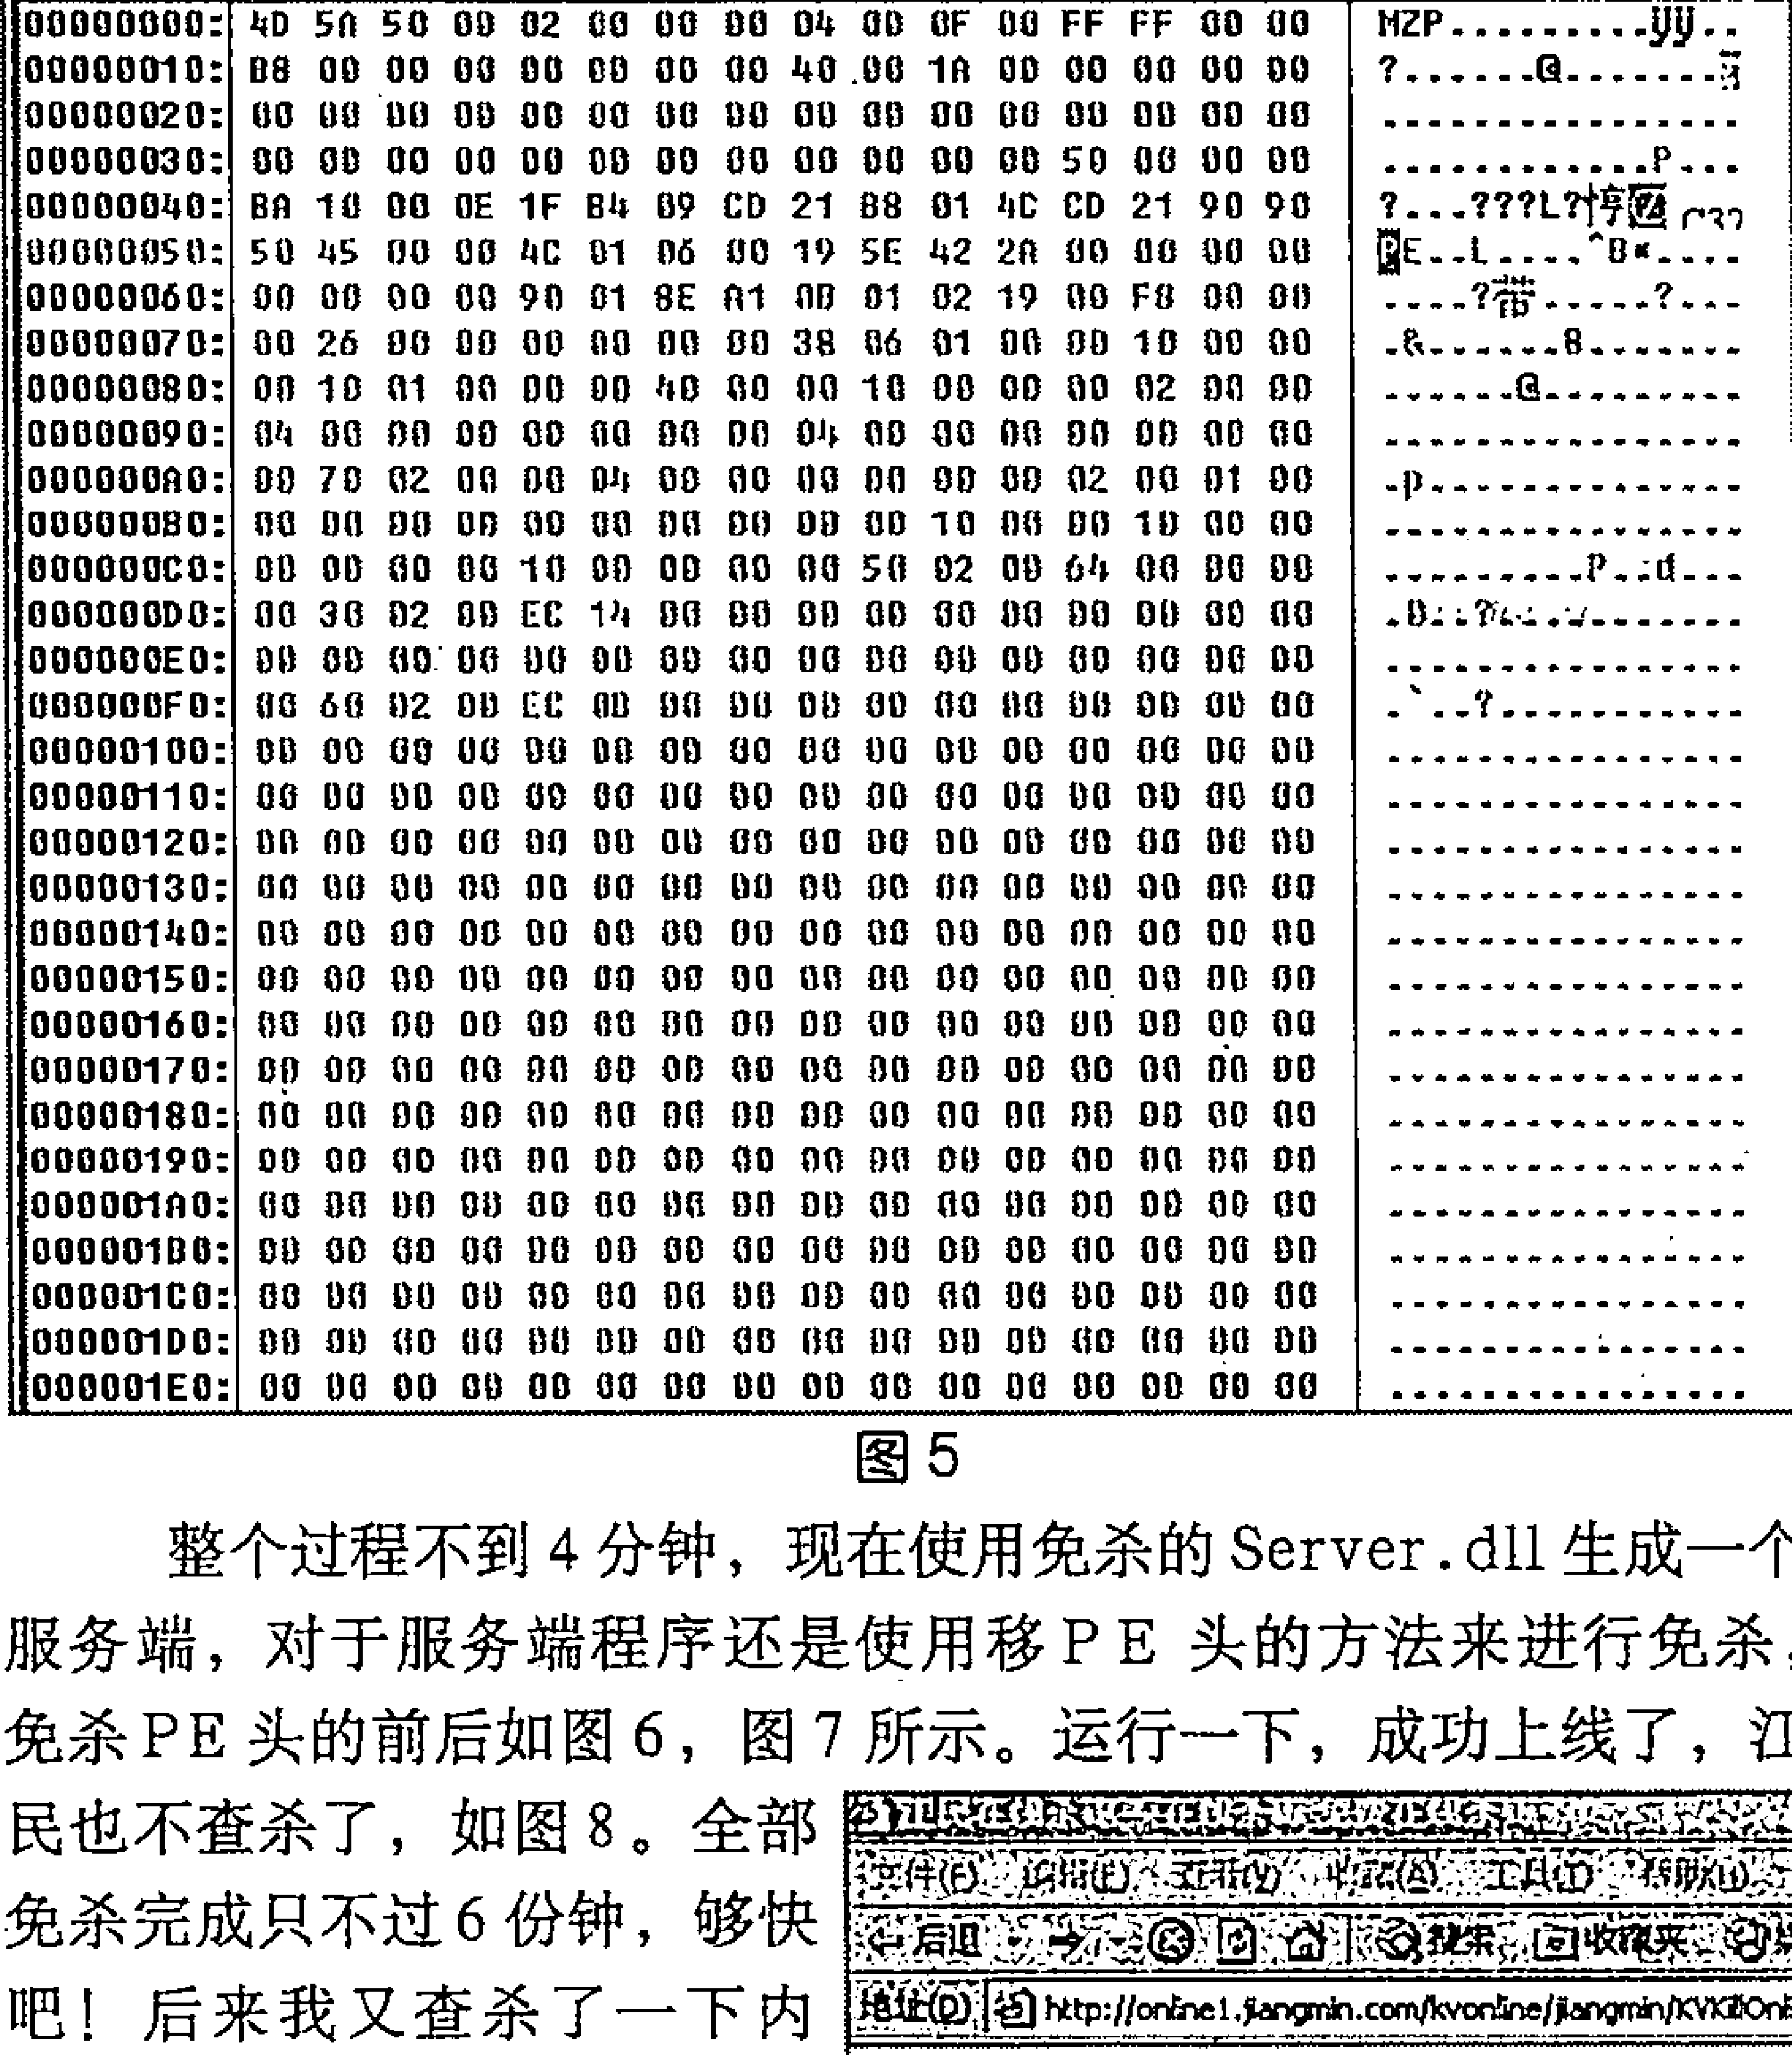 00000000: 4D 5A 50 00 02 00 00 00 04 00 0F 00 FF FF 00 00 MZP.........ÿÿ..
00000010: B8 00 00 00 00 00 00 00 40 00 1A 00 00 00 00 00 ?.......@.......
00000020: 00 00 00 00 00 00 00 00 00 00 00 00 00 00 00 00 ................
00000030: 00 00 00 00 00 00 00 00 00 00 00 00 50 00 00 00 ............P...
00000040: BA 10 00 0E 1F B4 09 CD 21 B8 01 4C CD 21 90 90 ?...???L?悙
00000050: 50 45 00 00 4C 01 06 00 19 5E 42 2A 00 00 00 00 PE..L....^B*....
00000060: 00 00 00 00 90 01 8E A1 0B 01 02 19 00 F8 00 00 ....?.....?...
00000070: 00 26 00 00 00 00 00 00 38 06 01 00 00 10 00 00 .&......8.......
00000080: 00 10 01 00 00 00 40 00 00 10 00 00 00 02 00 00 ......@.........
00000090: 04 00 00 00 00 00 00 00 04 00 00 00 00 00 00 00 ................
000000A0: 00 70 02 00 00 04 00 00 00 00 00 00 02 00 01 00 .p..............
000000B0: 00 00 00 00 00 00 00 00 00 00 10 00 00 10 00 00 ................
000000C0: 00 00 00 00 10 00 00 00 00 50 02 00 64 00 00 00 .........P..d...
000000D0: 00 30 02 00 EC 14 00 00 00 00 00 00 00 00 00 00 .0..?...........
000000E0: 00 00 00 00 00 00 00 00 00 00 00 00 00 00 00 00 ................
000000F0: 00 60 02 00 EC 0D 00 00 00 00 00 00 00 00 00 00 .`..?...........
00000100: 00 00 00 00 00 00 00 00 00 00 00 00 00 00 00 00 ................
00000110: 00 00 00 00 00 00 00 00 00 00 00 00 00 00 00 00 ................
00000120: 00 00 00 00 00 00 00 00 00 00 00 00 00 00 00 00 ................
00000130: 00 00 00 00 00 00 00 00 00 00 00 00 00 00 00 00 ................
00000140: 00 00 00 00 00 00 00 00 00 00 00 00 00 00 00 00 ................
00000150: 00 00 00 00 00 00 00 00 00 00 00 00 00 00 00 00 ................
00000160: 00 00 00 00 00 00 00 00 00 00 00 00 00 00 00 00 ................
00000170: 00 00 00 00 00 00 00 00 00 00 00 00 00 00 00 00 ................
00000180: 00 00 00 00 00 00 00 00 00 00 00 00 00 00 00 00 ................
00000190: 00 00 00 00 00 00 00 00 00 00 00 00 00 00 00 00 ................
000001A0: 00 00 00 00 00 00 00 00 00 00 00 00 00 00 00 00 ................
000001B0: 00 00 00 00 00 00 00 00 00 00 00 00 00 00 00 00 ................
000001C0: 00 00 00 00 00 00 00 00 00 00 00 00 00 00 00 00 ................
000001D0: 00 00 00 00 00 00 00 00 00 00 00 00 00 00 00 00 ................
000001E0: 00 00 00 00 00 00 00 00 00 00 00 00 00 00 00 00 ................
图 5
整个过程不到 4 分钟，现在使用免杀的 Server.dll 生成一个
服务端，对于服务端程序还是使用移 P E 头的方法来进行免杀，
免杀 PE 头的前后如图 6，图 7 所示。运行一下，成功上线了，江
民也不查杀了，如图 8。全部
免杀完成只不过 6 份钟，够快
吧！后来我又查杀了一下内
文件(F) 编辑(E) 查看(V) 收藏(A) 工具(T) 帮助(H)
后退 搜索 收藏夹
地址(D) http://online1.jiangmin.com/kvonline/jiangmin/KVKillOnl